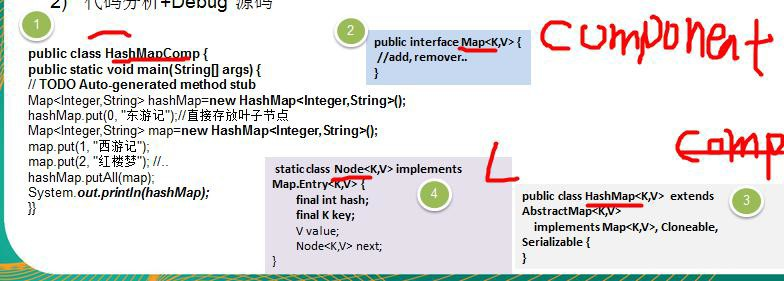 2) 代码分析+Debug 源码
1
public class HashMapComp {
public static void main(String[] args) {
// TODO Auto-generated method stub
Map<Integer,String> hashMap=new HashMap<Integer,String>();
hashMap.put(0, "东游记");//直接存放叶子节点
Map<Integer,String> map=new HashMap<Integer,String>();
map.put(1, "西游记");
map.put(2, "红楼梦"); //..
hashMap.putAll(map);
System.out.println(hashMap);
}}
2
public interface Map<K,V> {
//add, remover..
}
Component
Comp
L
static class Node<K,V> implements
Map.Entry<K,V> {
final int hash;
final K key;
V value;
Node<K,V> next;
}
4
public class HashMap<K,V> extends
AbstractMap<K,V>
implements Map<K,V>, Cloneable,
Serializable {
}
3